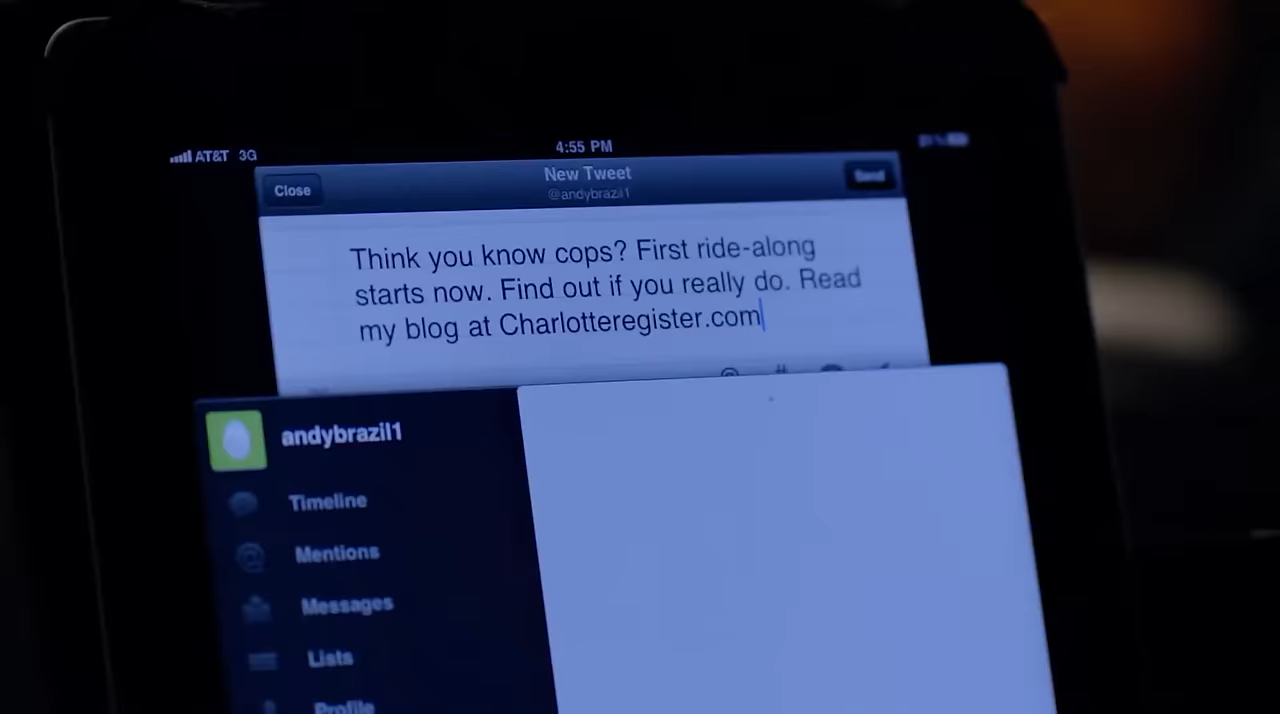 AT&T 3G
4:55 PM
Close
New Tweet
Send
@andybrazil1
Think you know cops? First ride-along
starts now. Find out if you really do. Read
my blog at Charlotteregister.com
andybrazil1
Timeline
Mentions
Messages
Lists
Profile